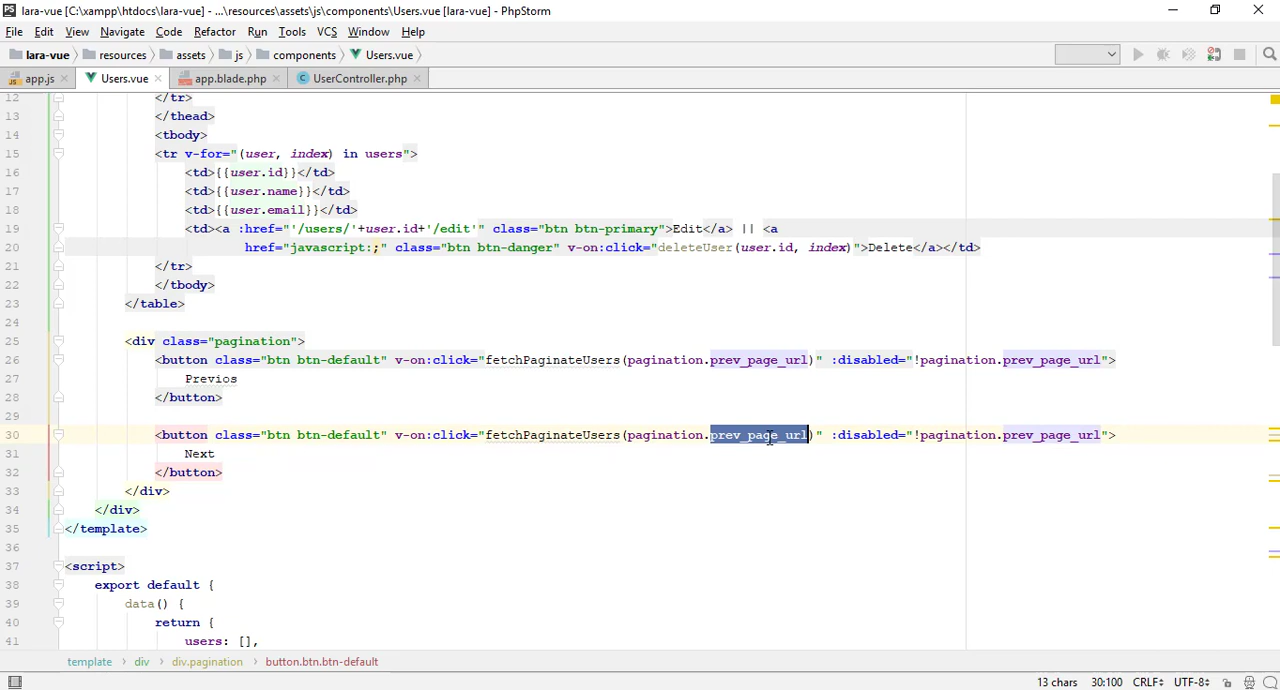 PS lara-vue [C:\xampp\htdocs\lara-vue] - ...\resources\assets\js\components\Users.vue [lara-vue] - PhpStorm
File Edit View Navigate Code Refactor Run Tools VCS Window Help
lara-vue resources assets js components Users.vue
app.js Users.vue app.blade.php UserController.php
12 </tr>
13 </thead>
14 <tbody>
15 <tr v-for="(user, index) in users">
16 <td>{{user.id}}</td>
17 <td>{{user.name}}</td>
18 <td>{{user.email}}</td>
19 <td><a :href="'/users/'+user.id+'/edit'" class="btn btn-primary">Edit</a> || <a
20 href="javascript:;" class="btn btn-danger" v-on:click="deleteUser(user.id, index)">Delete</a></td>
21 </tr>
22 </tbody>
23 </table>
24
25 <div class="pagination">
26 <button class="btn btn-default" v-on:click="fetchPaginateUsers(pagination.prev_page_url)" :disabled="!pagination.prev_page_url">
27 Previos
28 </button>
29
30 <button class="btn btn-default" v-on:click="fetchPaginateUsers(pagination.prev_page_url)" :disabled="!pagination.prev_page_url">
31 Next
32 </button>
33 </div>
34 </div>
35 </template>
36
37 <script>
38 export default {
39 data() {
40 return {
41 users: [],
template div div.pagination button.btn.btn-default
13 chars 30:100 CRLF UTF-8